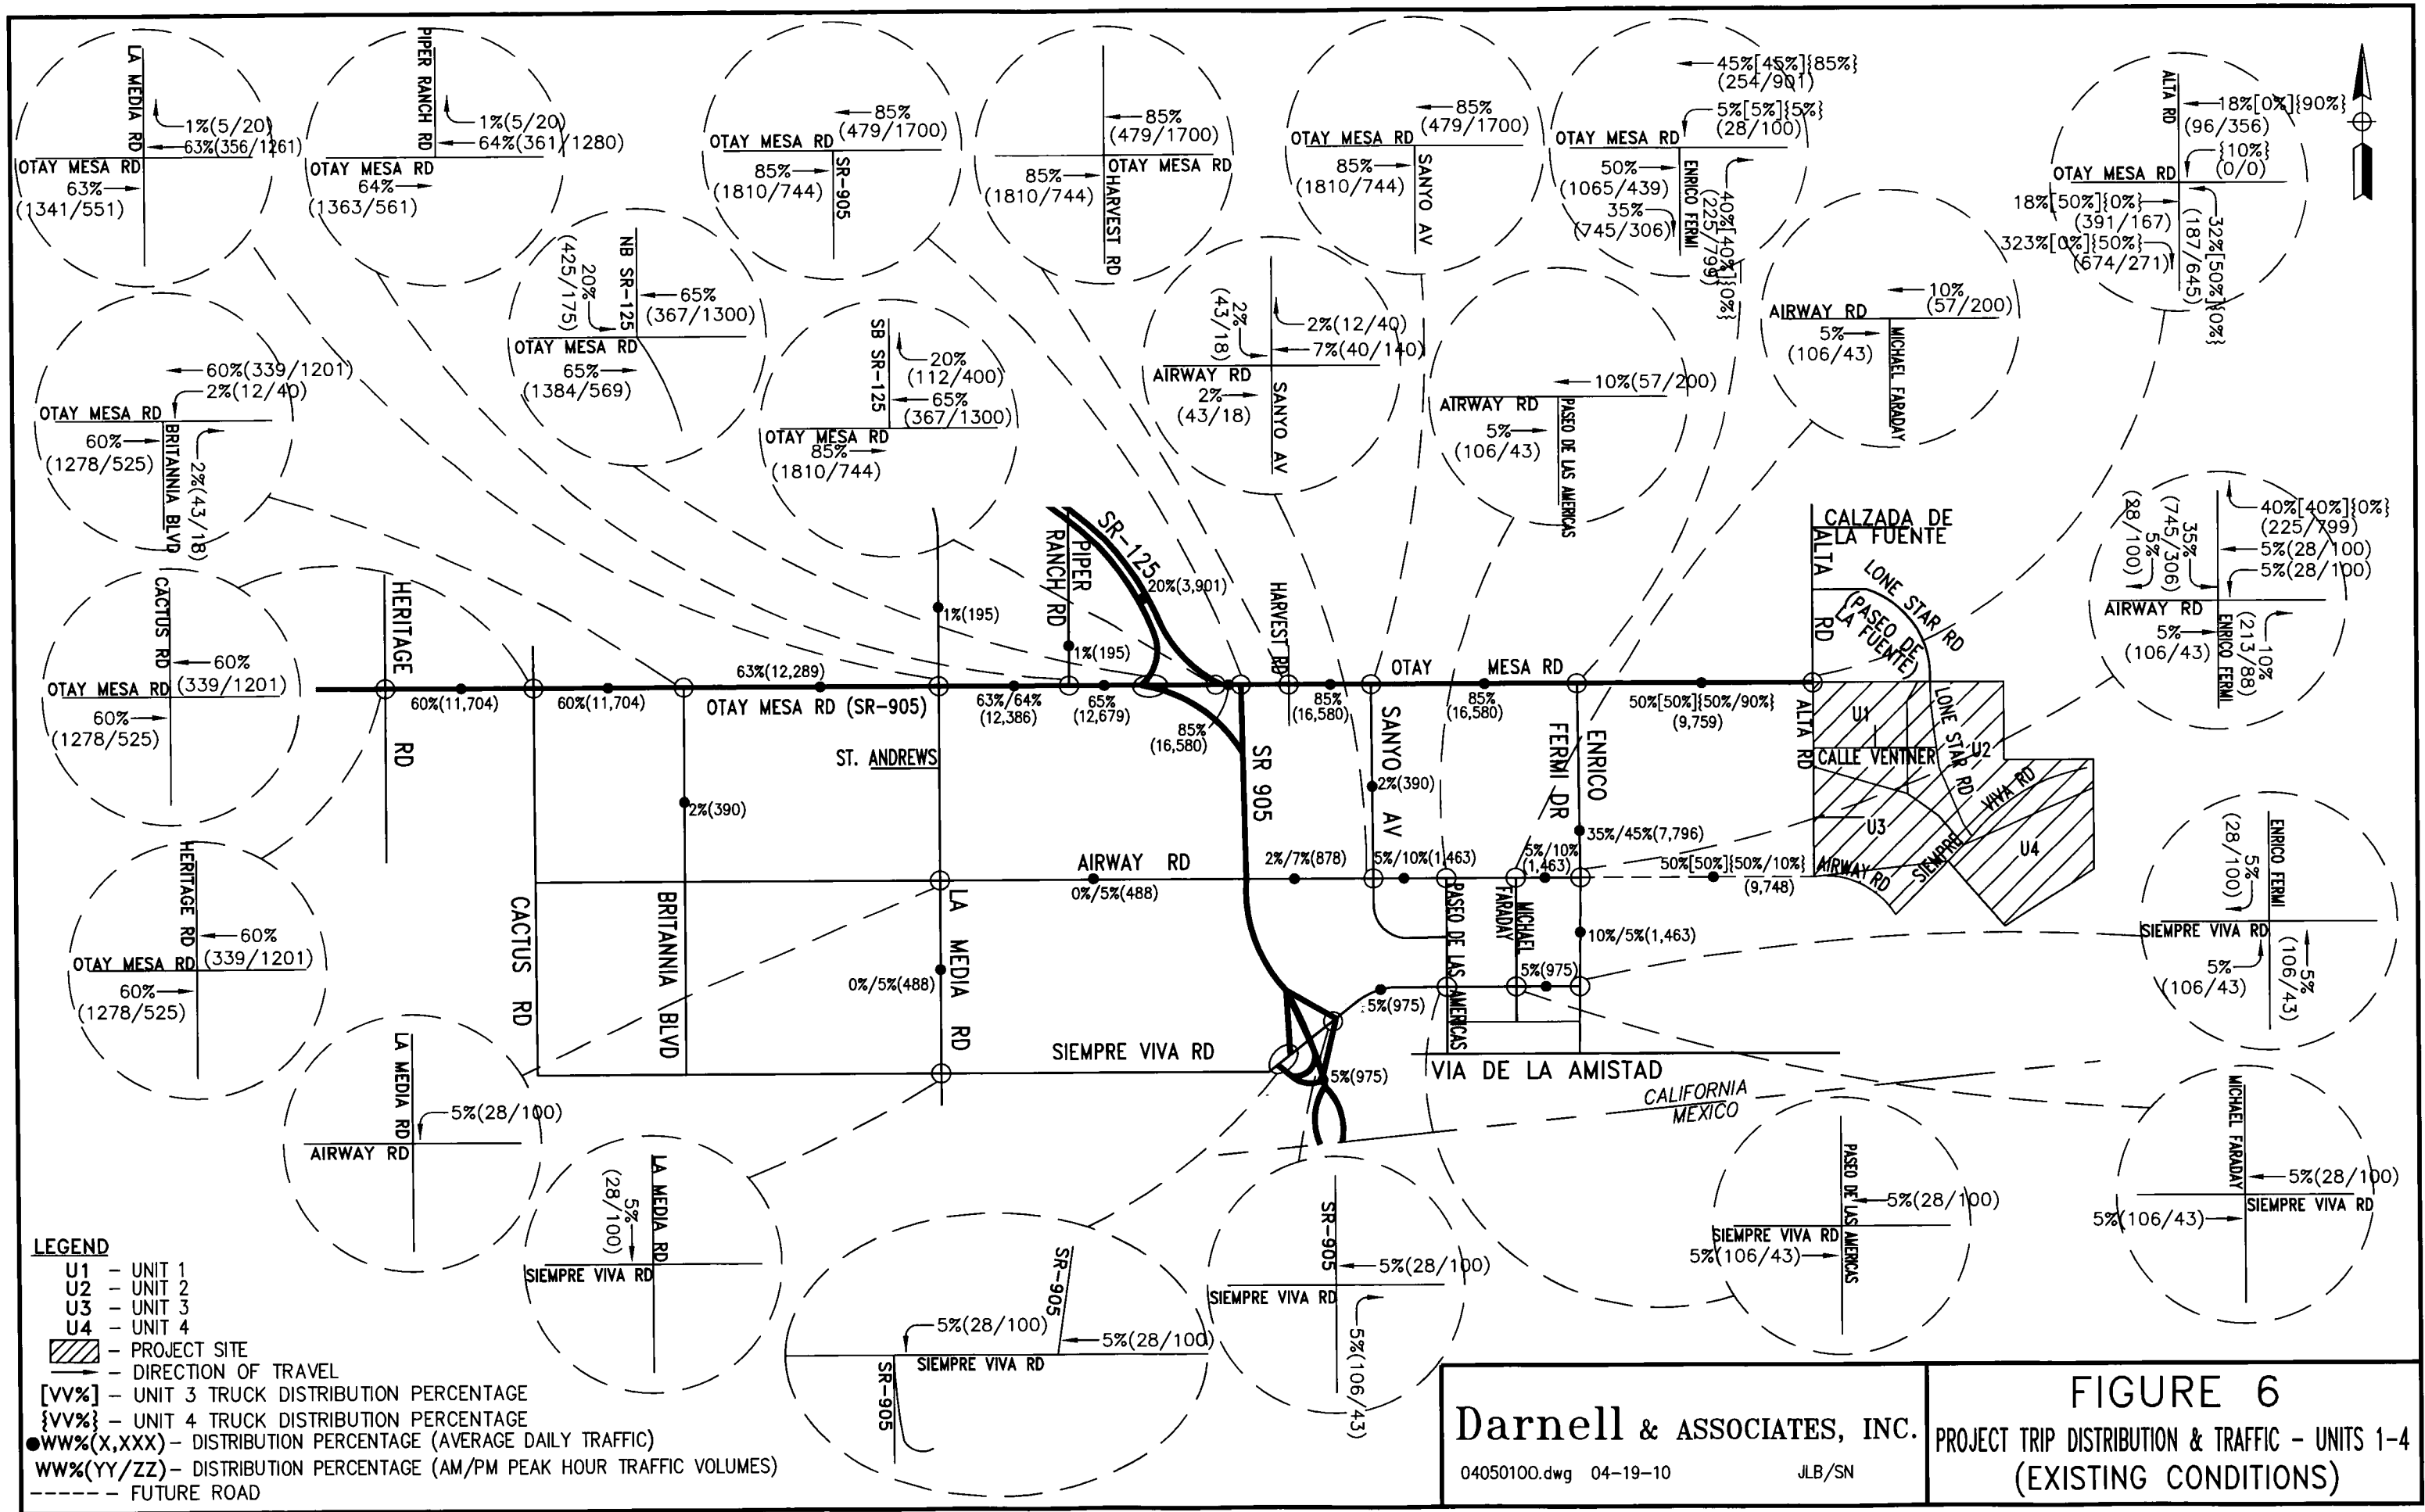 LA MEDIA RD
1%(5/20)
63%(356/1261)
OTAY MESA RD
63%
(1341/551)
PIPER RANCH RD
1%(5/20)
64%(361/1280)
OTAY MESA RD
64%
(1363/561)
85%
(479/1700)
OTAY MESA RD
85%
(1810/744)
SR-905
85%
(479/1700)
OTAY MESA RD
85%
(1810/744)
HARVEST RD
85%
(479/1700)
OTAY MESA RD
85%
(1810/744)
SANYO AV
45%[45%]{85%}
(254/901)
5%[5%]{5%}
(28/100)
OTAY MESA RD
50%
(1065/439)
35%
(745/306)
ENRICO FERMI
40%[40%]{0%}
(225/799)
ALTA RD
18%[0%]{90%}
(96/356)
{10%}
(0/0)
OTAY MESA RD
18%[50%]{0%}
(391/167)
323%[0%]{50%}
(674/271)
32%[50%]{0%}
(187/645)
NB SR-125
20%
(425/175)
65%
(367/1300)
OTAY MESA RD
65%
(1384/569)
SB SR-125
20%
(112/400)
65%
(367/1300)
OTAY MESA RD
85%
(1810/744)
2%
(43/18)
2%(12/40)
7%(40/140)
AIRWAY RD
2%
(43/18)
SANYO AV
10%(57/200)
AIRWAY RD
5%
(106/43)
PASEO DE LAS AMERICAS
10%
(57/200)
AIRWAY RD
5%
(106/43)
MICHAEL FARADAY
60%(339/1201)
2%(12/40)
OTAY MESA RD
60%
(1278/525)
BRITANNIA BLVD
2%(43/18)
40%[40%]{0%}
(225/799)
5%(28/100)
5%(28/100)
35%
(745/306)
5%
(28/100)
AIRWAY RD
5%
(106/43)
ENRICO FERMI
10%
(213/88)
CACTUS RD
60%
(339/1201)
OTAY MESA RD
60%
(1278/525)
HERITAGE RD
60%
(339/1201)
OTAY MESA RD
60%
(1278/525)
HERITAGE RD
60%(11,704)
60%(11,704)
63%(12,289)
OTAY MESA RD (SR-905)
1%(195)
PIPER RANCH RD
1%(195)
SR-125
20%(3,901)
63%/64%
(12,386)
65%
(12,679)
85%
(16,580)
HARVEST RD
85%
(16,580)
OTAY MESA RD
85%
(16,580)
50%[50%]{50%/90%}
(9,759)
CALZADA DE LA FUENTE
ALTA RD
LONE STAR RD
(PASEO DE LA FUENTE)
ALTA RD
U1
LONE STAR RD
U2
CALLE VENTNER
VIVA RD
U3
SIEMPRE
U4
AIRWAY RD
ST. ANDREWS
2%(390)
SR 905
SANYO AV
2%(390)
ENRICO FERMI DR
35%/45%(7,796)
AIRWAY RD
0%/5%(488)
2%/7%(878)
5%/10%(1,463)
5%/10%
(1,463)
50%[50%]{50%/10%}
(9,748)
CACTUS RD
BRITANNIA BLVD
LA MEDIA RD
0%/5%(488)
PASEO DE LAS AMERICAS
MICHAEL FARADAY
10%/5%(1,463)
5%(975)
5%(975)
5%(975)
SIEMPRE VIVA RD
VIA DE LA AMISTAD
CALIFORNIA
MEXICO
ENRICO FERMI
5%
(28/100)
SIEMPRE VIVA RD
5%
(106/43)
5%
(106/43)
LA MEDIA RD
5%(28/100)
AIRWAY RD
LA MEDIA RD
5%
(28/100)
SIEMPRE VIVA RD
SR-905
5%(28/100)
5%(28/100)
SIEMPRE VIVA RD
SR-905
SR-905
5%(28/100)
SIEMPRE VIVA RD
5%(106/43)
PASEO DE LAS AMERICAS
5%(28/100)
SIEMPRE VIVA RD
5%(106/43)
MICHAEL FARADAY
5%(28/100)
SIEMPRE VIVA RD
5%(106/43)
LEGEND
U1 - UNIT 1
U2 - UNIT 2
U3 - UNIT 3
U4 - UNIT 4
- PROJECT SITE
- DIRECTION OF TRAVEL
[VV%] - UNIT 3 TRUCK DISTRIBUTION PERCENTAGE
{VV%} - UNIT 4 TRUCK DISTRIBUTION PERCENTAGE
WW%(X,XXX) - DISTRIBUTION PERCENTAGE (AVERAGE DAILY TRAFFIC)
WW%(YY/ZZ) - DISTRIBUTION PERCENTAGE (AM/PM PEAK HOUR TRAFFIC VOLUMES)
- FUTURE ROAD
Darnell & ASSOCIATES, INC.
04050100.dwg 04-19-10 JLB/SN
FIGURE 6
PROJECT TRIP DISTRIBUTION & TRAFFIC - UNITS 1-4
(EXISTING CONDITIONS)